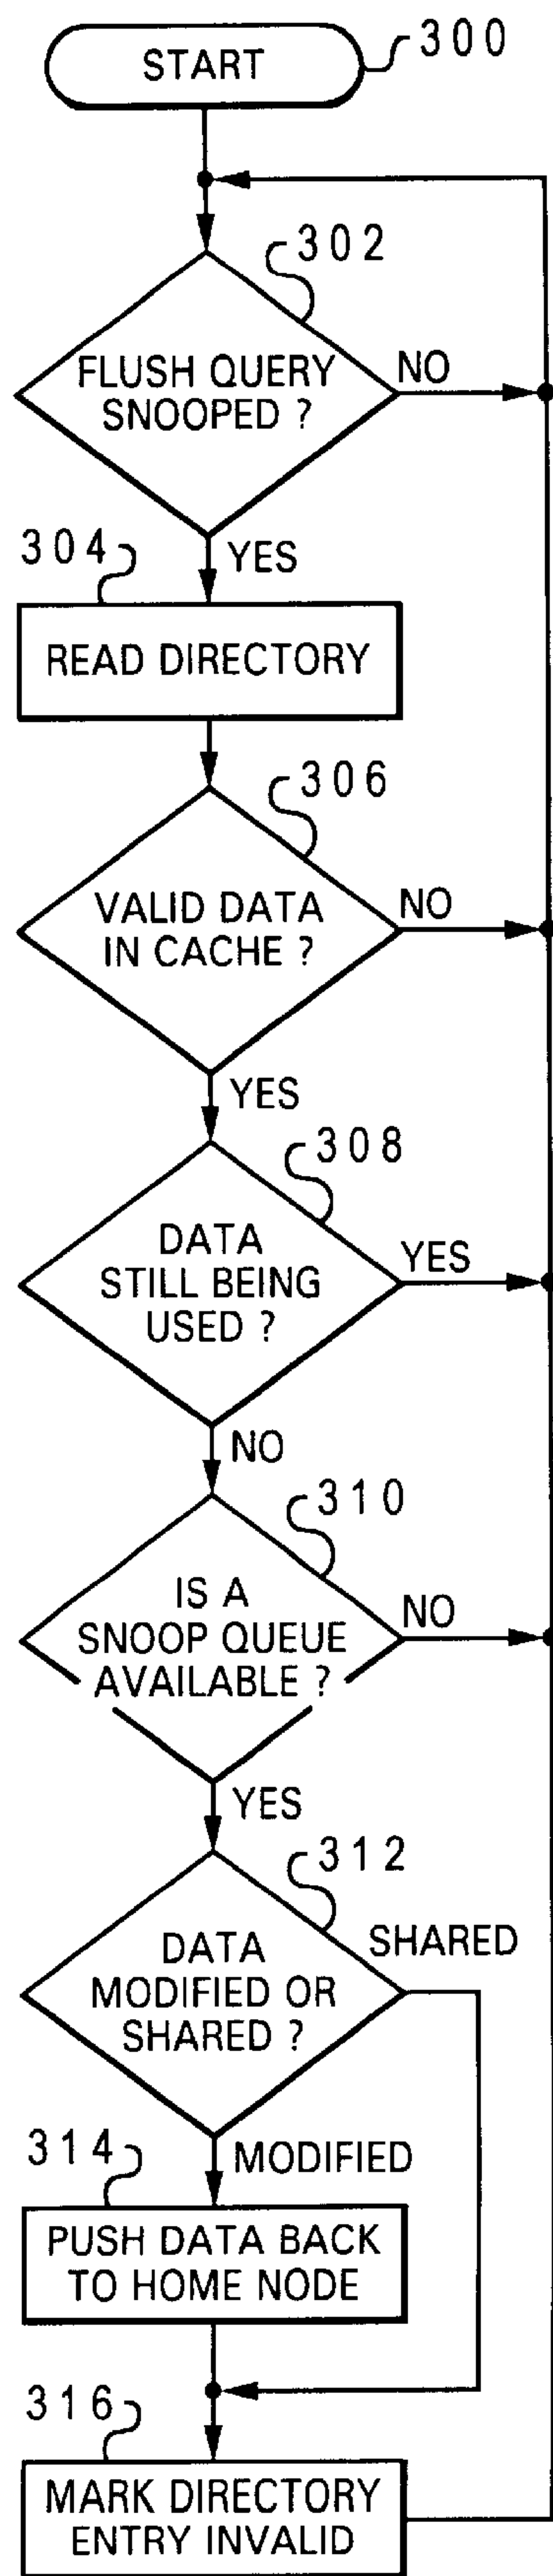 START
300
302
FLUSH QUERY
SNOOPED ?
NO
YES
304
READ DIRECTORY
306
VALID DATA
IN CACHE ?
NO
YES
308
DATA
STILL BEING
USED ?
YES
NO
310
IS A
SNOOP QUEUE
AVAILABLE ?
NO
YES
312
DATA
MODIFIED OR
SHARED ?
SHARED
MODIFIED
314
PUSH DATA BACK
TO HOME NODE
316
MARK DIRECTORY
ENTRY INVALID